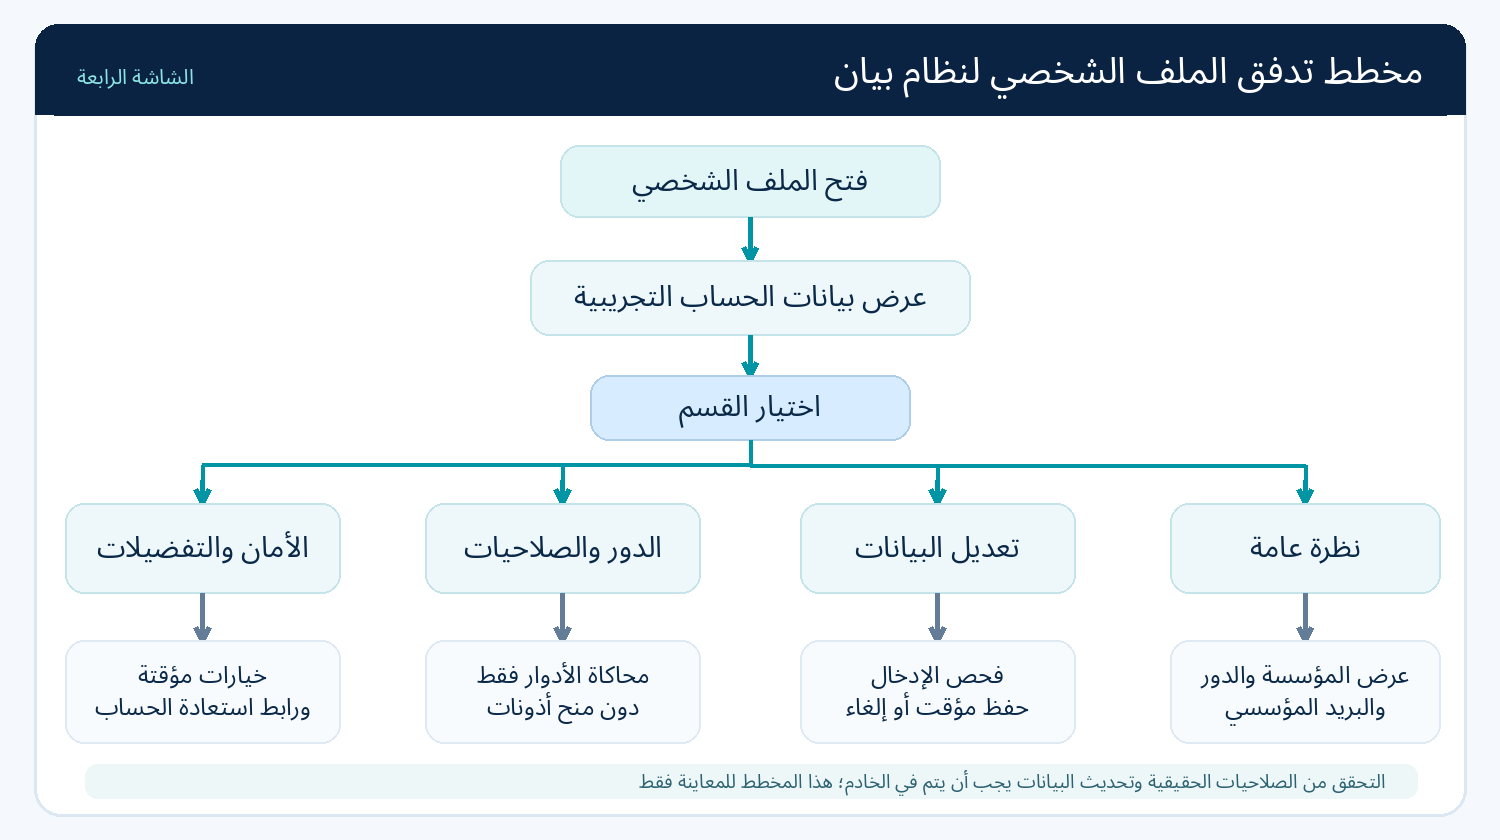 مخطط تدفق الملف الشخصي لنظام بيان
الشاشة الرابعة
فتح الملف الشخصي
عرض بيانات الحساب التجريبية
اختيار القسم
نظرة عامة
تعديل البيانات
الدور والصلاحيات
الأمان والتفضيلات
عرض المؤسسة والدور
والبريد المؤسسي
فحص الإدخال
حفظ مؤقت أو إلغاء
محاكاة الأدوار فقط
دون منح أذونات
خيارات مؤقتة
ورابط استعادة الحساب
التحقق من الصلاحيات الحقيقية وتحديث البيانات يجب أن يتم في الخادم؛ هذا المخطط للمعاينة فقط